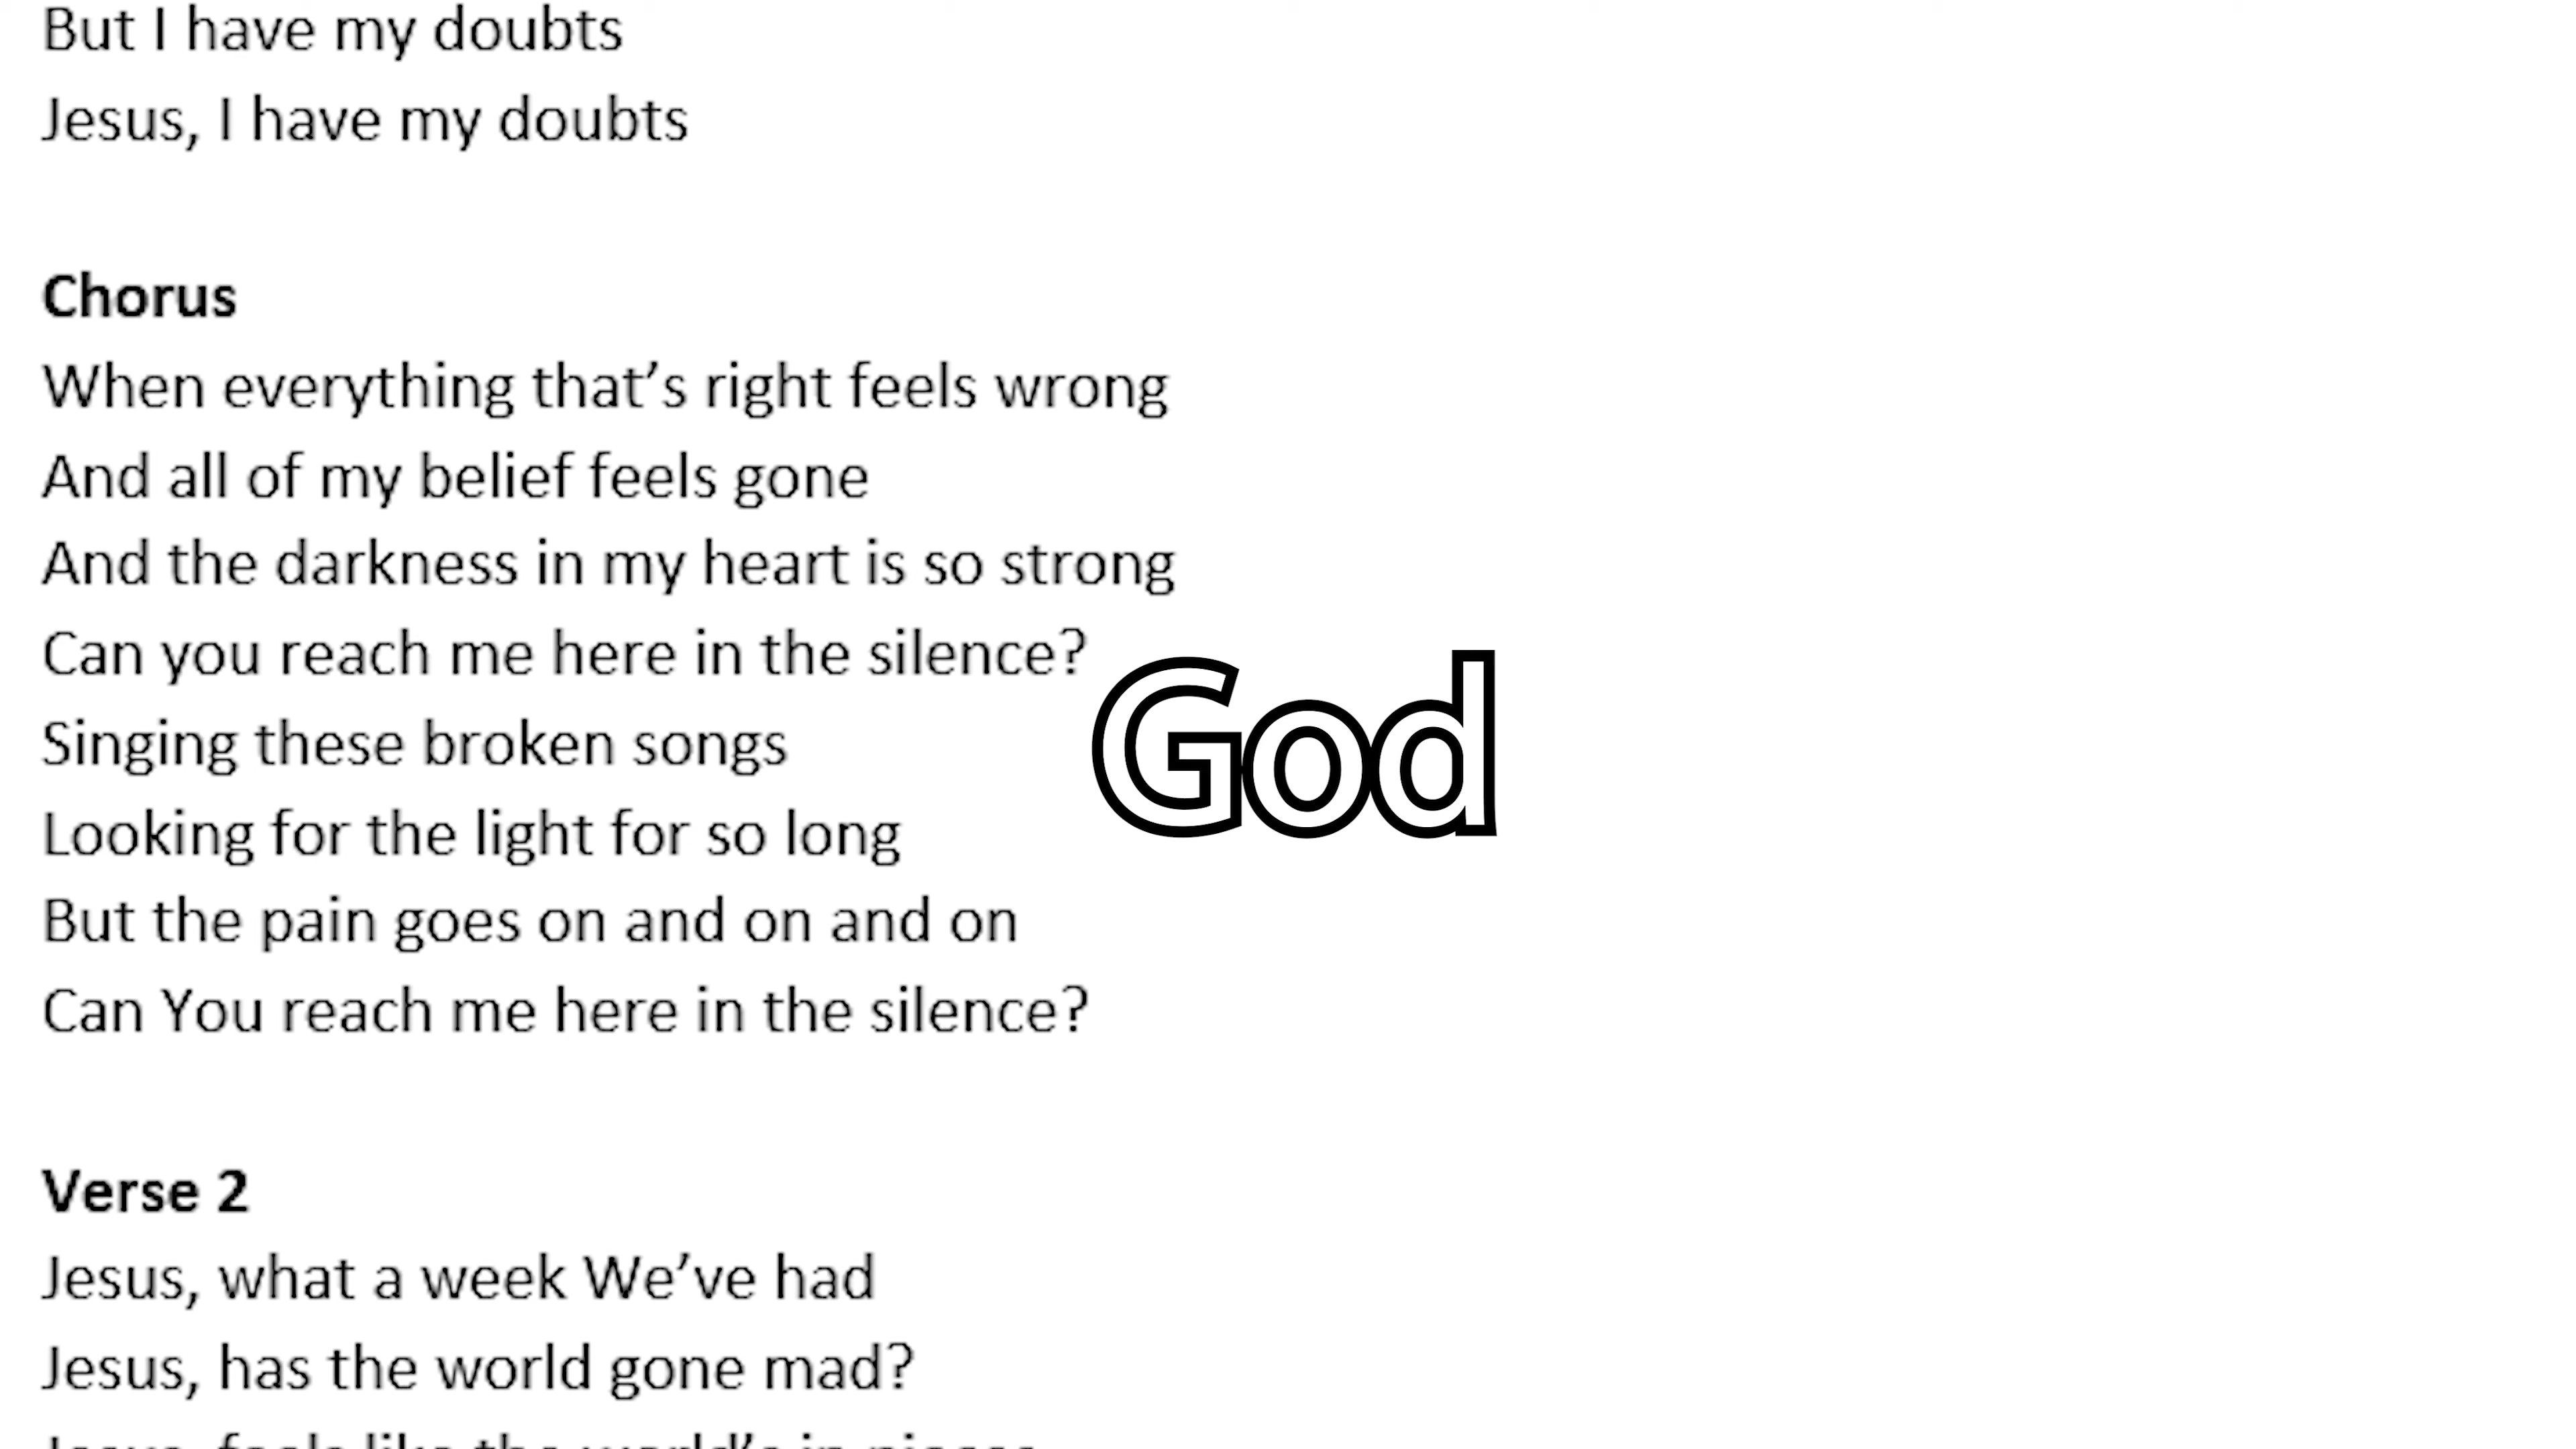 But I have my doubts
Jesus, I have my doubts
Chorus
When everything that’s right feels wrong
And all of my belief feels gone
And the darkness in my heart is so strong
Can you reach me here in the silence?
God
Singing these broken songs
Looking for the light for so long
But the pain goes on and on and on
Can You reach me here in the silence?
Verse 2
Jesus, what a week We’ve had
Jesus, has the world gone mad?